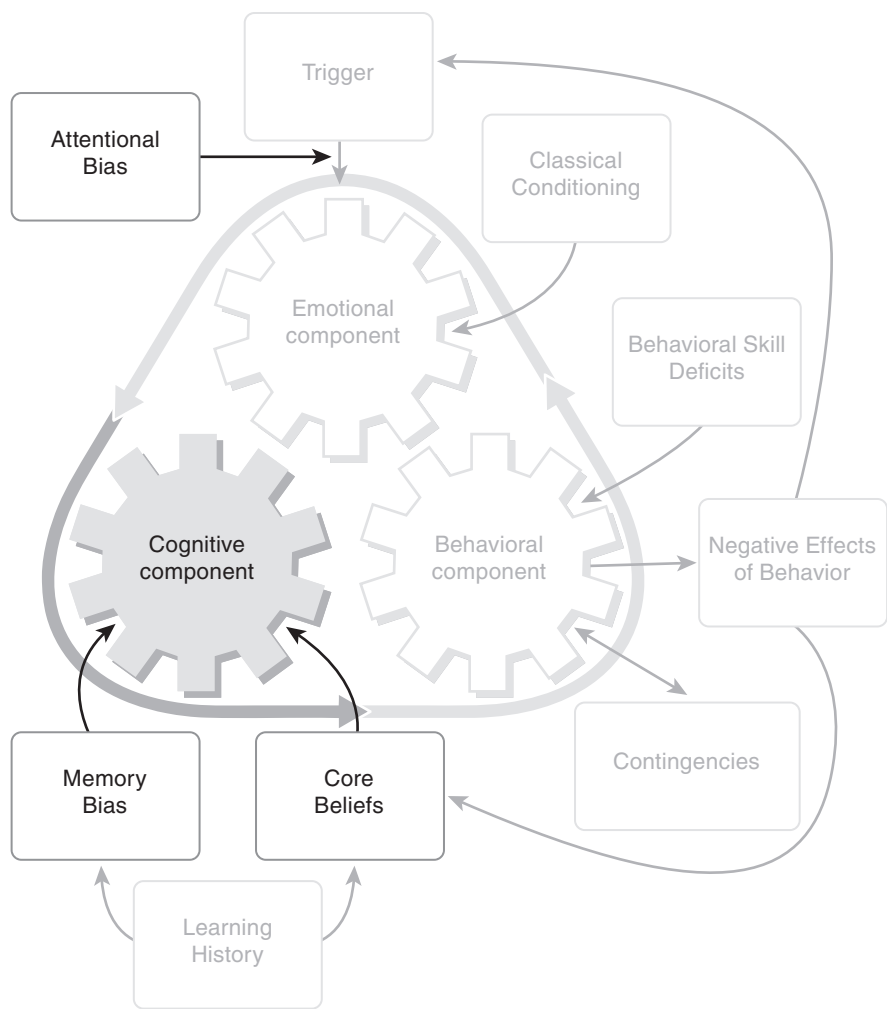 Trigger
Attentional
Bias
Classical
Conditioning
Emotional
component
Behavioral Skill
Deficits
Cognitive
component
Behavioral
component
Negative Effects
of Behavior
Memory
Bias
Core
Beliefs
Contingencies
Learning
History